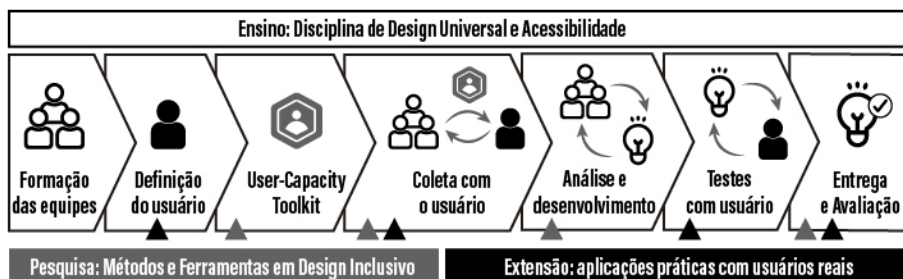 Ensino: Disciplina de Design Universal e Acessibilidade
Formação
das equipes
Definição
do usuário
User-Capacity
Toolkit
Coleta com
o usuário
Análise e
desenvolvimento
Testes
com usuário
Entrega
e Avaliação
Pesquisa: Métodos e Ferramentas em Design Inclusivo
Extensão: aplicações práticas com usuários reais